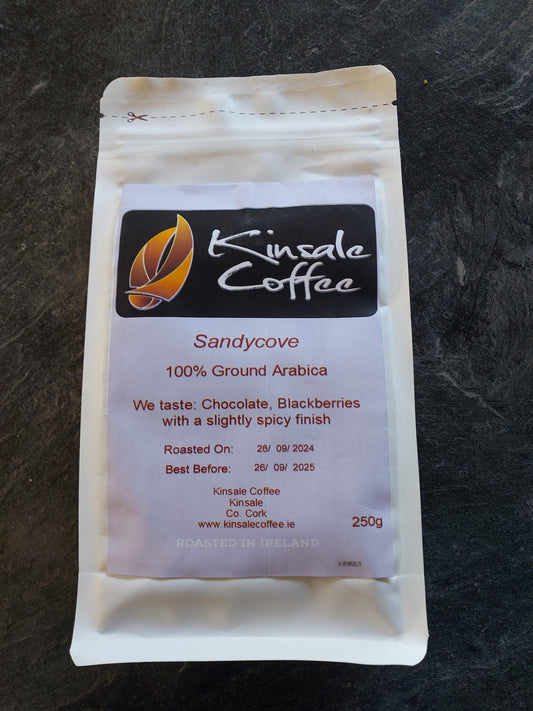 Kinsale
Coffee
Sandycove
100% Ground Arabica
We taste: Chocolate, Blackberries
with a slightly spicy finish
Roasted On: 26/ 09/ 2024
Best Before: 26/ 09/ 2025
Kinsale Coffee
Kinsale
Co. Cork
www.kinsalecoffee.ie
250g
ROASTED IN IRELAND